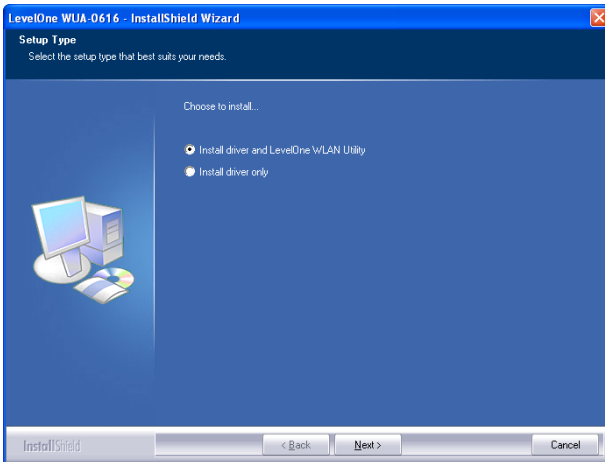 LevelOne WUA-0616 - InstallShield Wizard
Setup Type
Select the setup type that best suits your needs.
Choose to install...
Install driver and LevelOne WLAN Utility
Install driver only
InstallShield
< Back
Next >
Cancel